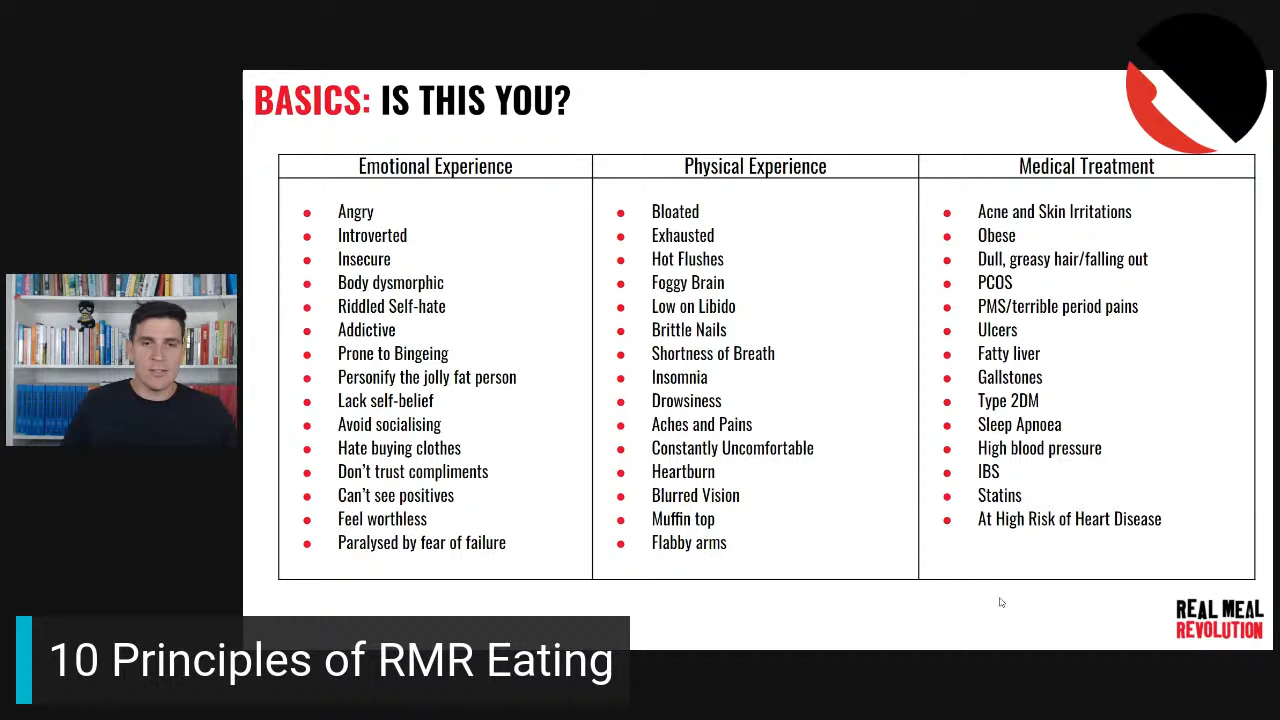 BASICS: IS THIS YOU?
Emotional Experience
Angry
Introverted
Insecure
Body dysmorphic
Riddled Self-hate
Addictive
Prone to Bingeing
Personify the jolly fat person
Lack self-belief
Avoid socialising
Hate buying clothes
Don't trust compliments
Can't see positives
Feel worthless
Paralysed by fear of failure
Physical Experience
Bloated
Exhausted
Hot Flushes
Foggy Brain
Low on Libido
Brittle Nails
Shortness of Breath
Insomnia
Drowsiness
Aches and Pains
Constantly Uncomfortable
Heartburn
Blurred Vision
Muffin top
Flabby arms
Medical Treatment
Acne and Skin Irritations
Obese
Dull, greasy hair/falling out
PCOS
PMS/terrible period pains
Ulcers
Fatty liver
Gallstones
Type 2DM
Sleep Apnoea
High blood pressure
IBS
Statins
At High Risk of Heart Disease
REAL MEAL
REVOLUTION
10 Principles of RMR Eating